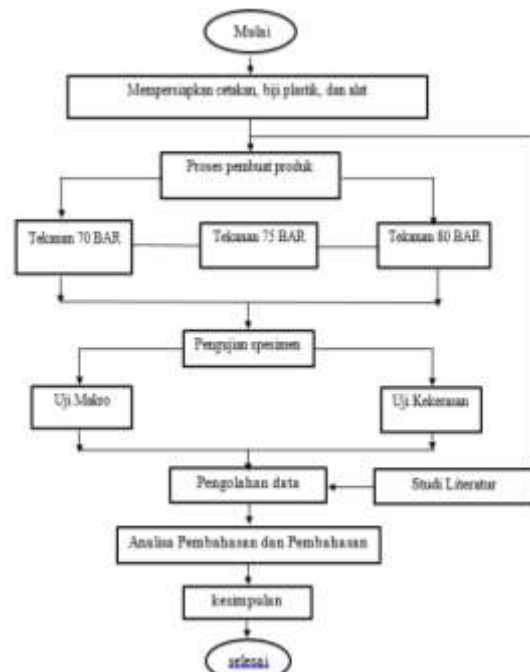 Mulai
Mempersiapkan cetakan, biji plastik, dan alat
Proses pembuat produk
Tekanan 70 BAR
Tekanan 75 BAR
Tekanan 80 BAR
Pengujian spesimen
Uji Makro
Uji Kekerasan
Pengolahan data
Studi Literatur
Analisa Pembahasan dan Pembahasan
kesimpulan
selesai